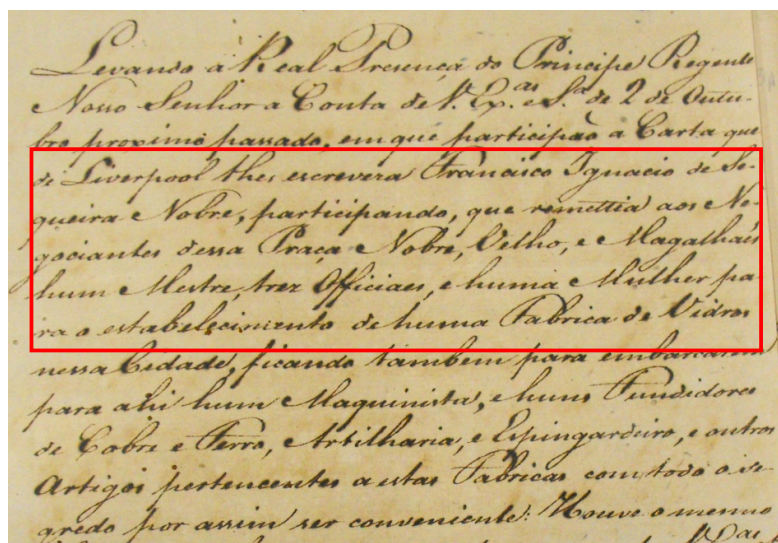 Levando á Real Presença do Principe Regente
Nosso Senhor a Conta de V. Ex.as e S.a de 2 de Outu-
bro proximo passado, em que participão a Carta que
de Liverpool lhes escrevera Francisco Ignacio de Se-
queira Nobre, participando, que remettia aos Ne-
gociantes dessa Praça Nobre, Velho, e Magalhães
hum Mestre, trez Officiaes, e huma Mulher pa-
ra o estabelecimento de huma Fabrica de Vidros
nessa Cidade, ficando tambem para embarcarem
para ahi hum Maquinista, e huns Fundidores
de Cobre e Ferro, Artilharia, e Espingardeiro, e outros
Artigos pertencentes a estas Fabricas com todo o se-
gredo por assim ser conveniente: Houve o mesmo